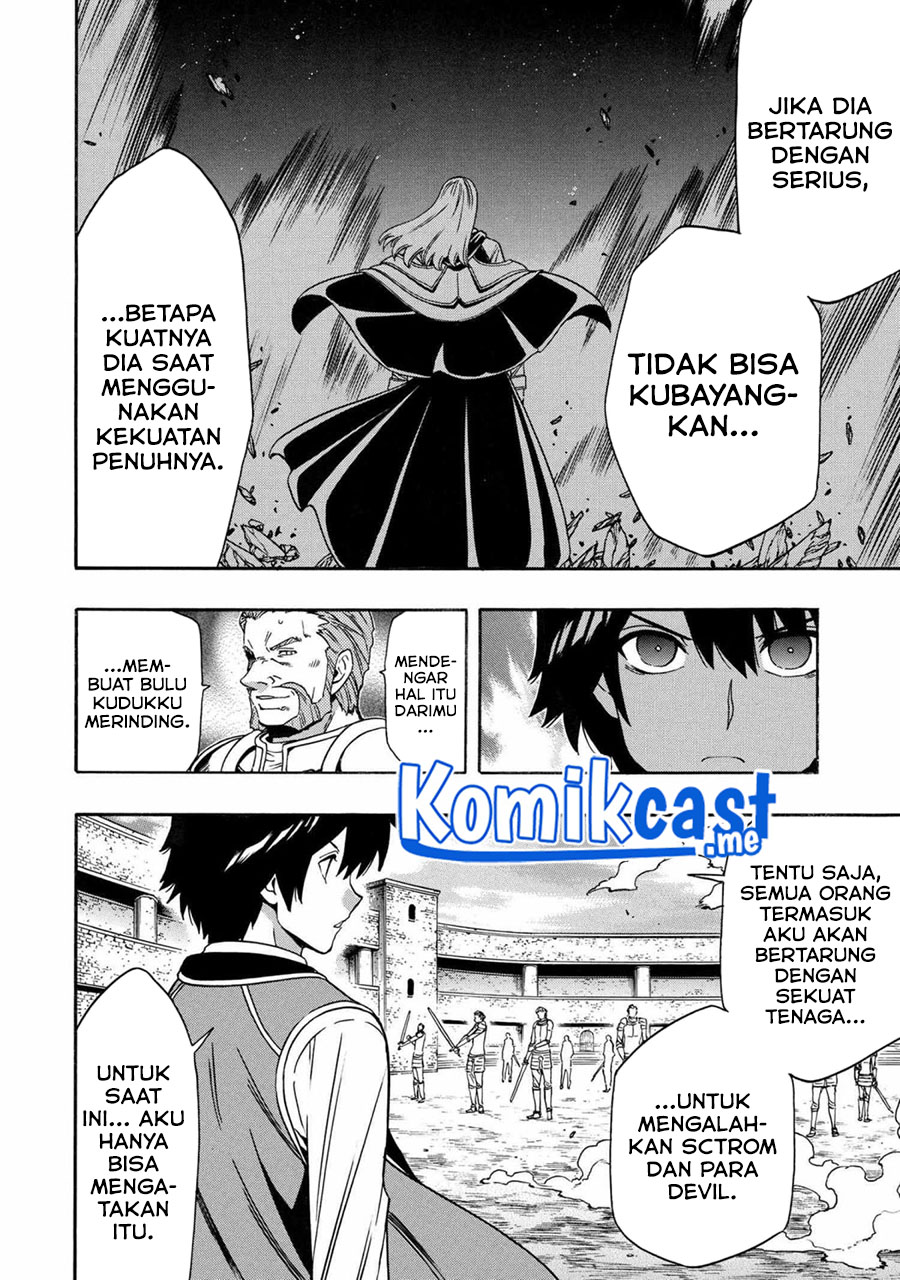 JIKA DIA
BERTARUNG
DENGAN
SERIUS,
TIDAK BISA
KUBAYANG-
KAN...
...BETAPA
KUATNYA
DIA SAAT
MENGGU-
NAKAN
KEKUATAN
PENUHNYA.
MENDE-
NGAR
HAL ITU
DARIMU
...
...MEM-
BUAT BULU
KUDUKKU
MERINDING.
Komikcast
.me
TENTU SAJA,
SEMUA ORANG
TERMASUK
AKU AKAN
BERTARUNG
DENGAN
SEKUAT
TENAGA...
...UNTUK
MENGALAH-
KAN SCTROM
DAN PARA
DEVIL.
UNTUK
SAAT
INI... AKU
HANYA
BISA
MENGA-
TAKAN
ITU.